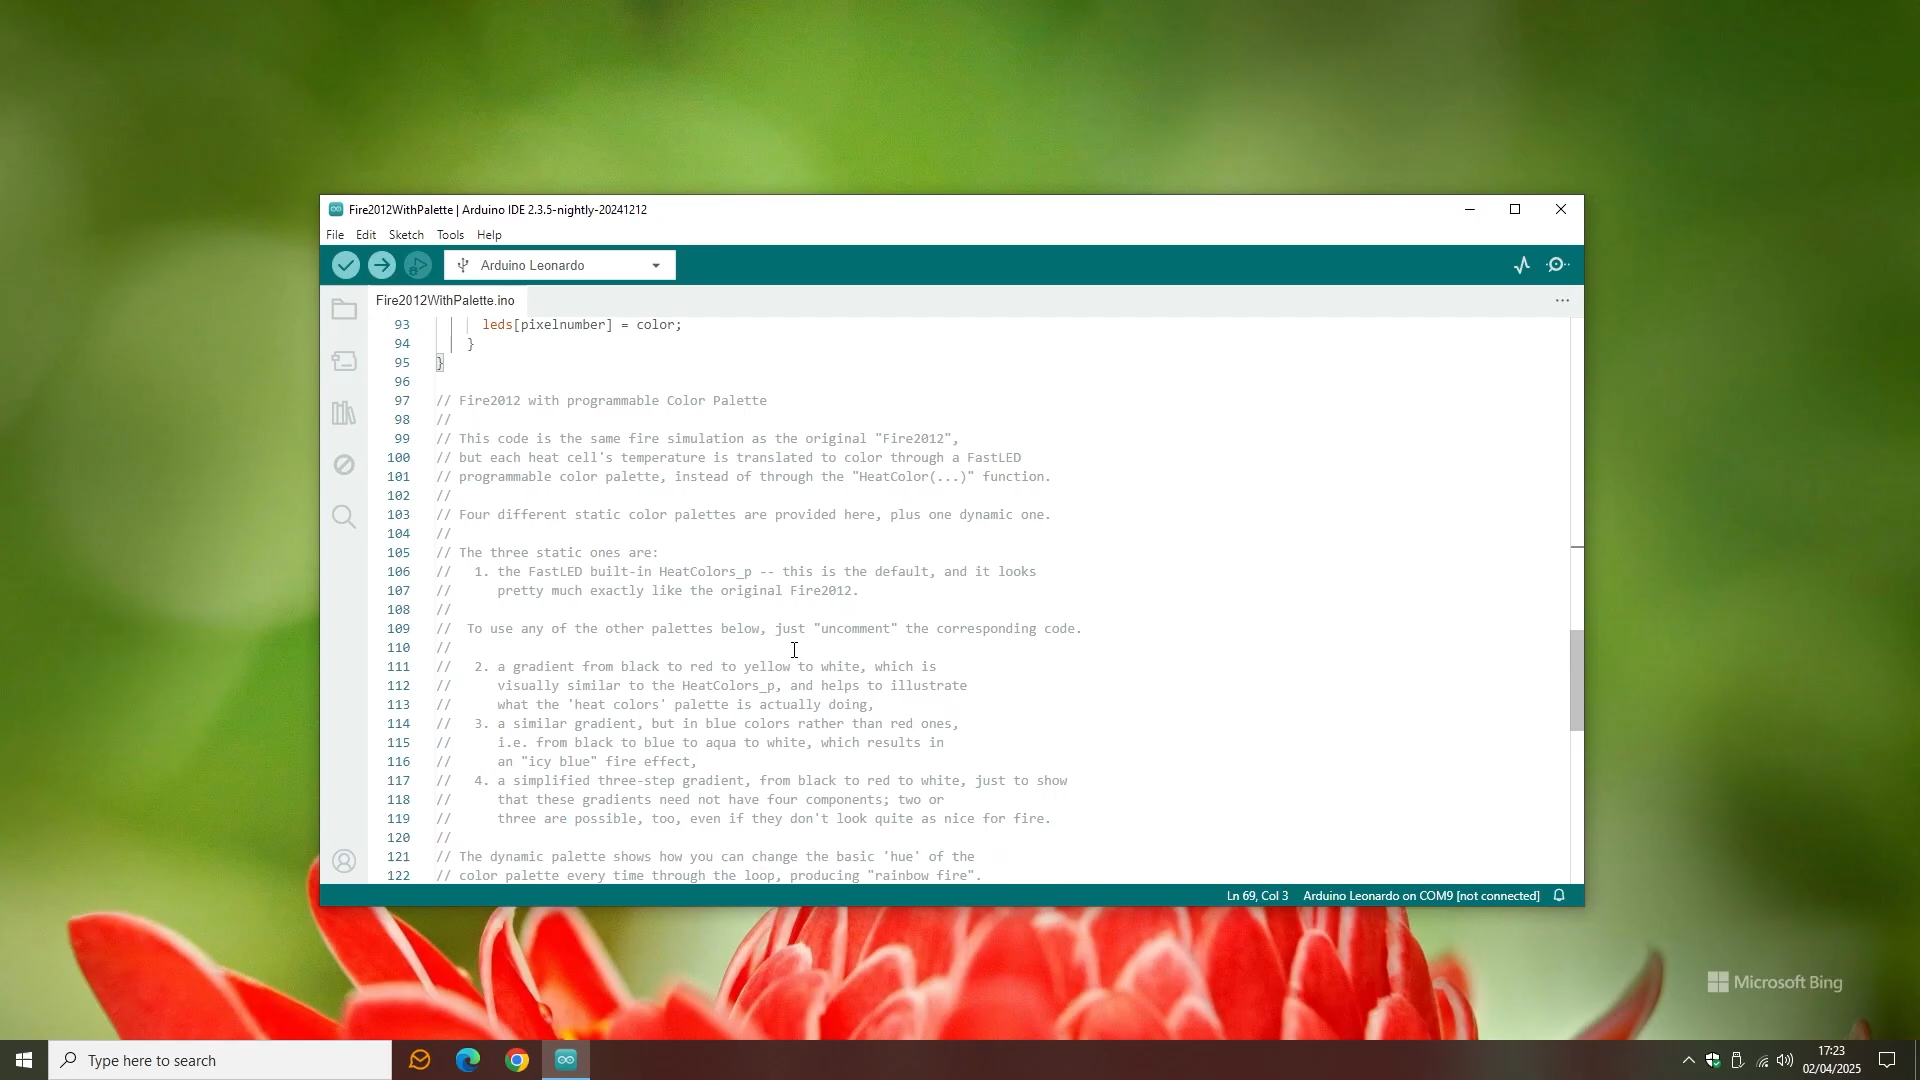 Fire2012WithPalette | Arduino IDE 2.3.5-nightly-20241212
File Edit Sketch Tools Help
Arduino Leonardo
Fire2012WithPalette.ino
93 leds[pixelnumber] = color;
94 }
95 }
96
97 // Fire2012 with programmable Color Palette
98 //
99 // This code is the same fire simulation as the original "Fire2012",
100 // but each heat cell's temperature is translated to color through a FastLED
101 // programmable color palette, instead of through the "HeatColor(...)" function.
102 //
103 // Four different static color palettes are provided here, plus one dynamic one.
104 //
105 // The three static ones are:
106 // 1. the FastLED built-in HeatColors_p -- this is the default, and it looks
107 // pretty much exactly like the original Fire2012.
108 //
109 // To use any of the other palettes below, just "uncomment" the corresponding code.
110 //
111 // 2. a gradient from black to red to yellow to white, which is
112 // visually similar to the HeatColors_p, and helps to illustrate
113 // what the 'heat colors' palette is actually doing,
114 // 3. a similar gradient, but in blue colors rather than red ones,
115 // i.e. from black to blue to aqua to white, which results in
116 // an "icy blue" fire effect,
117 // 4. a simplified three-step gradient, from black to red to white, just to show
118 // that these gradients need not have four components; two or
119 // three are possible, too, even if they don't look quite as nice for fire.
120 //
121 // The dynamic palette shows how you can change the basic 'hue' of the
122 // color palette every time through the loop, producing "rainbow fire".
Ln 69, Col 3 Arduino Leonardo on COM9 [not connected]
Microsoft Bing
Type here to search
17:23
02/04/2025